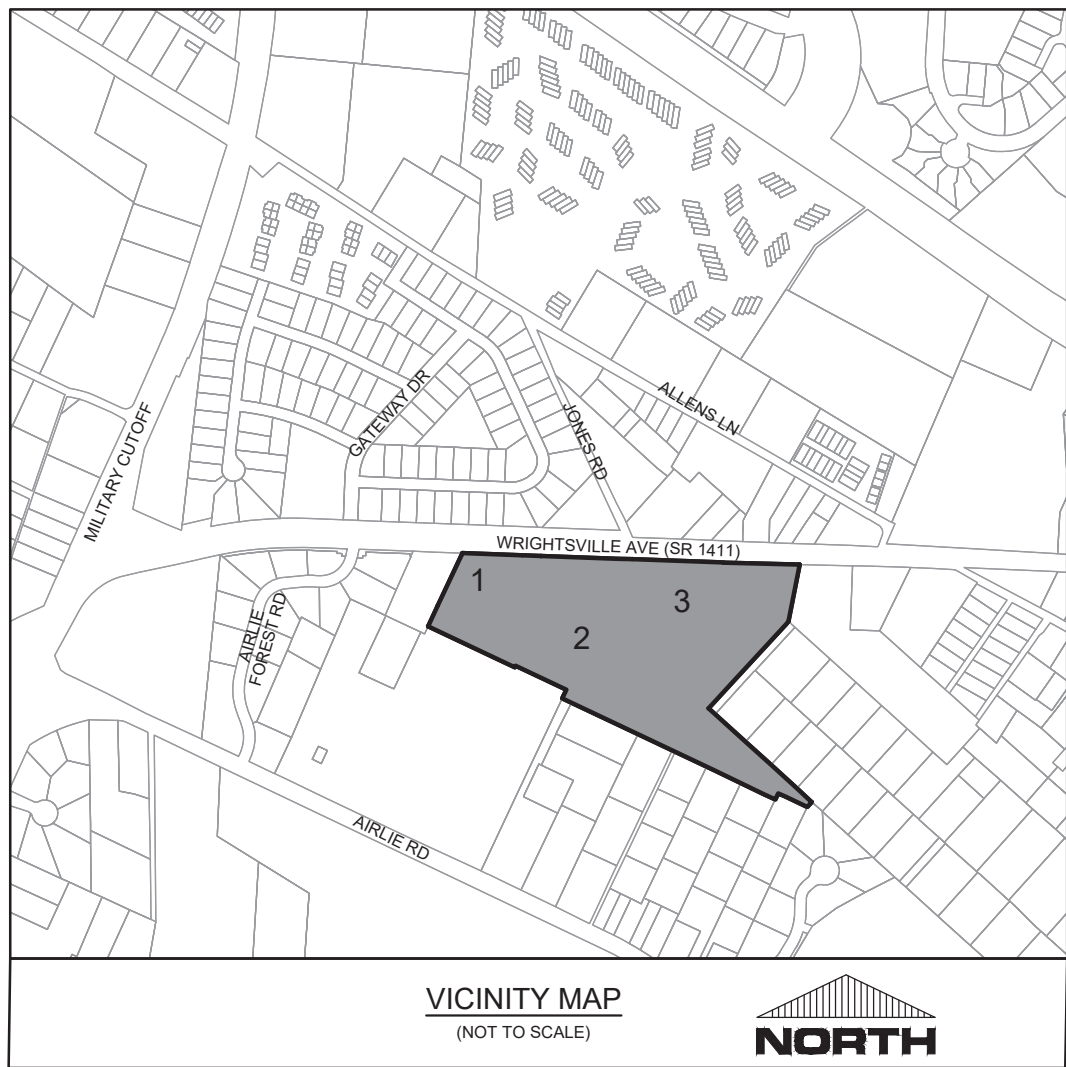 MILITARY CUTOFF
GATEWAY DR
JONES RD
ALLENS LN
WRIGHTSVILLE AVE (SR 1411)
1
2
3
AIRLIE
FOREST RD
AIRLIE RD
VICINITY MAP
(NOT TO SCALE)
NORTH